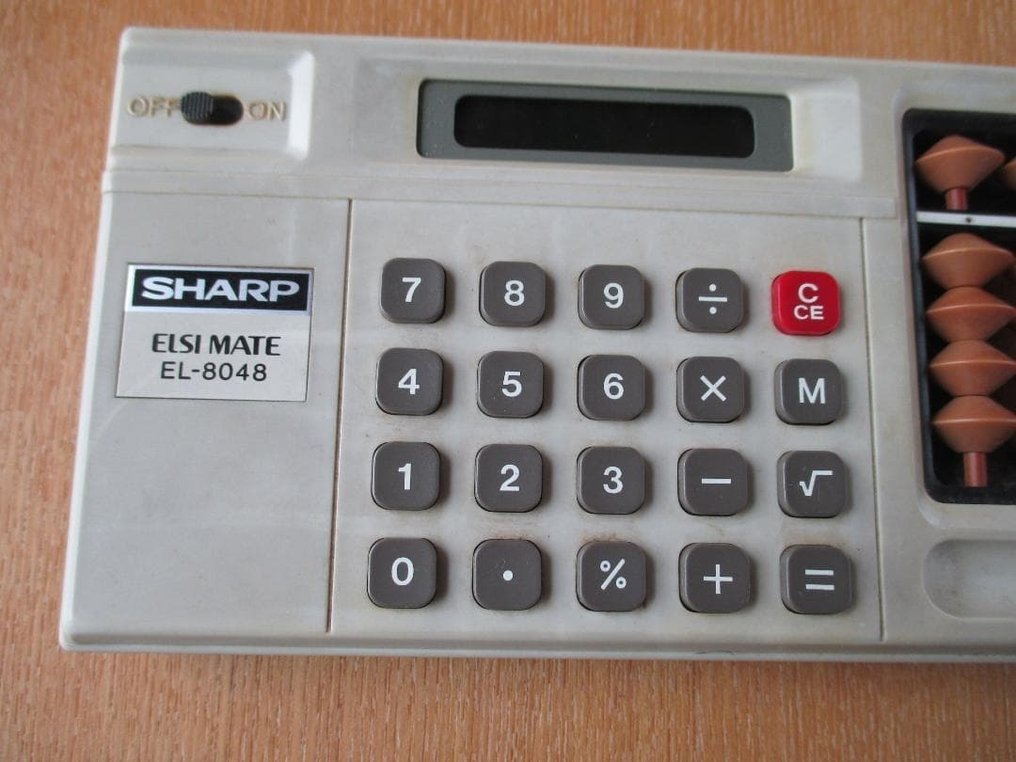 OFF ON
SHARP
ELSI MATE
EL-8048
7 8 9 ÷ C CE
4 5 6 × M
1 2 3 − √
0 . % + =